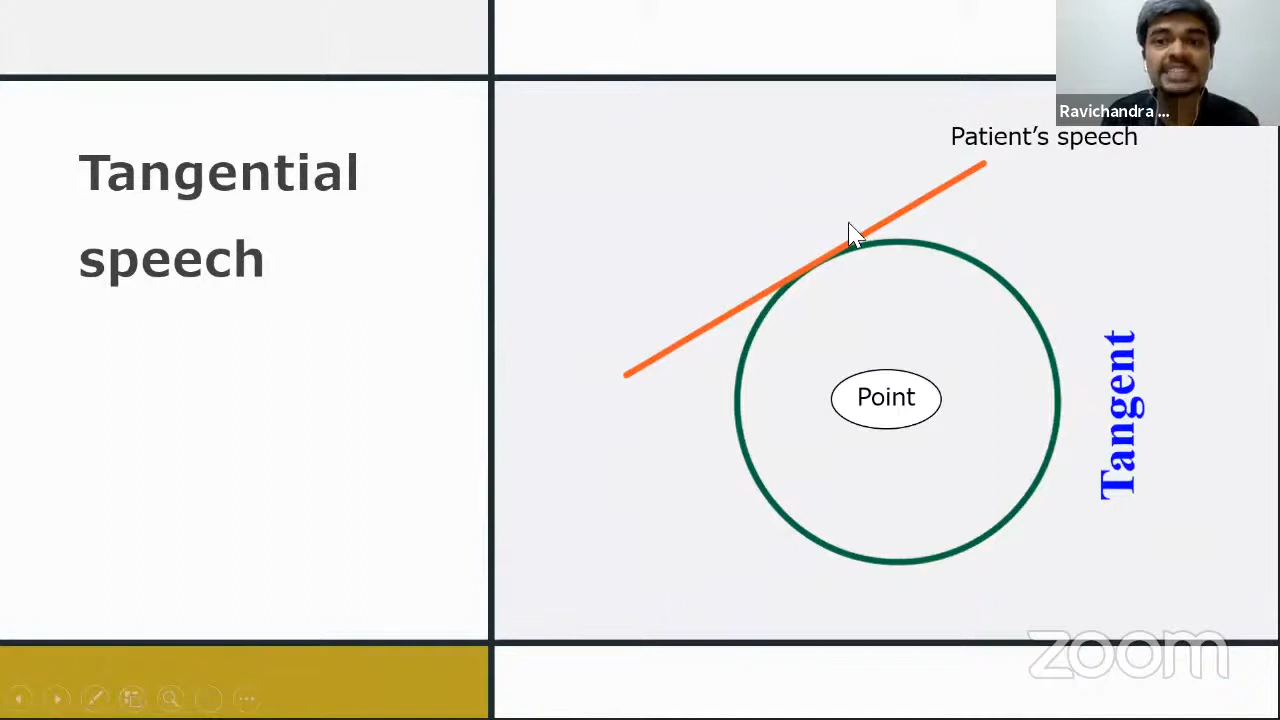 Tangential
speech
Ravichandra ...
Patient’s speech
Point
Tangent
zoom